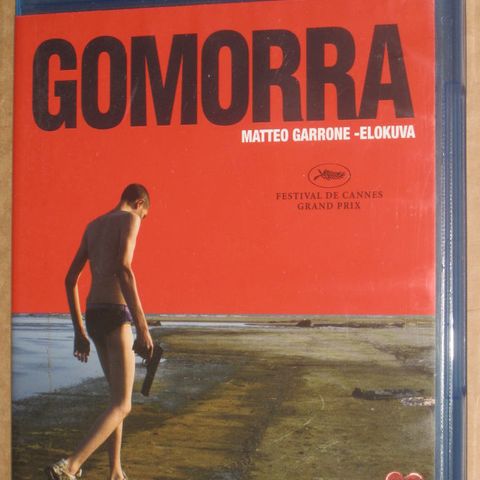 GOMORRA
MATTEO GARRONE -ELOKUVA
FESTIVAL DE CANNES
GRAND PRIX